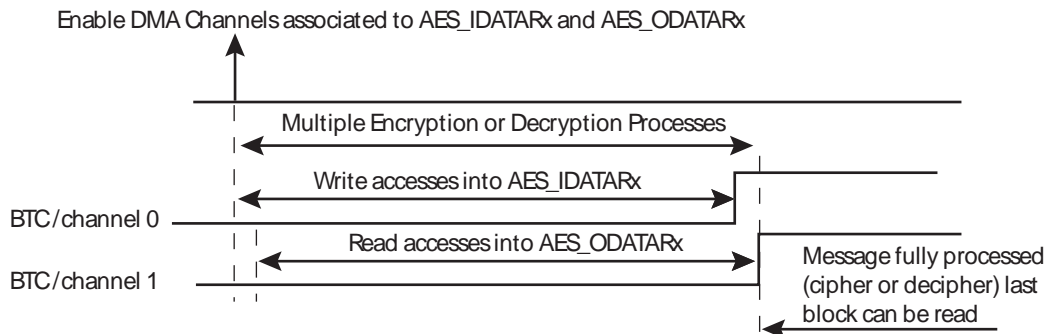 Enable DMA Channels associated to AES_IDATARx and AES_ODATARx
Multiple Encryption or Decryption Processes
Write accesses into AES_IDATARx
BTC/channel 0
Read accesses into AES_ODATARx
BTC/channel 1
Message fully processed
(cipher or decipher) last
block can be read